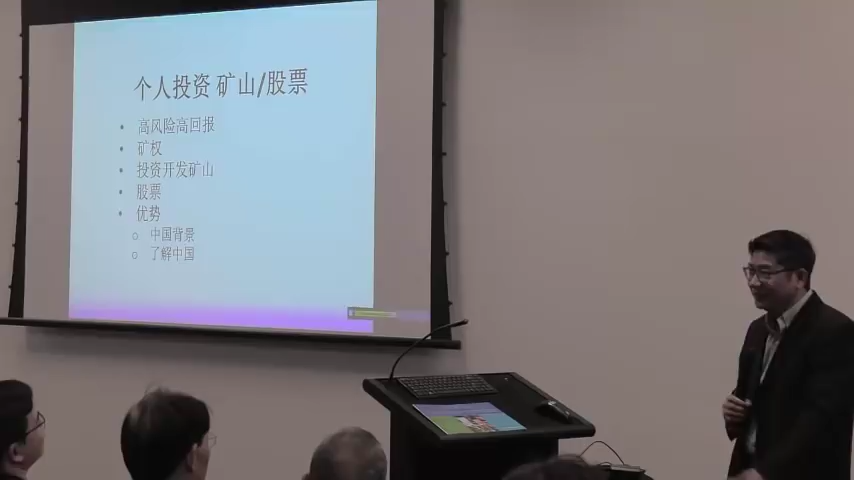 个人投资 矿山/股票
• 高风险高回报
• 矿权
• 投资开发矿山
• 股票
• 优势
○ 中国背景
○ 了解中国